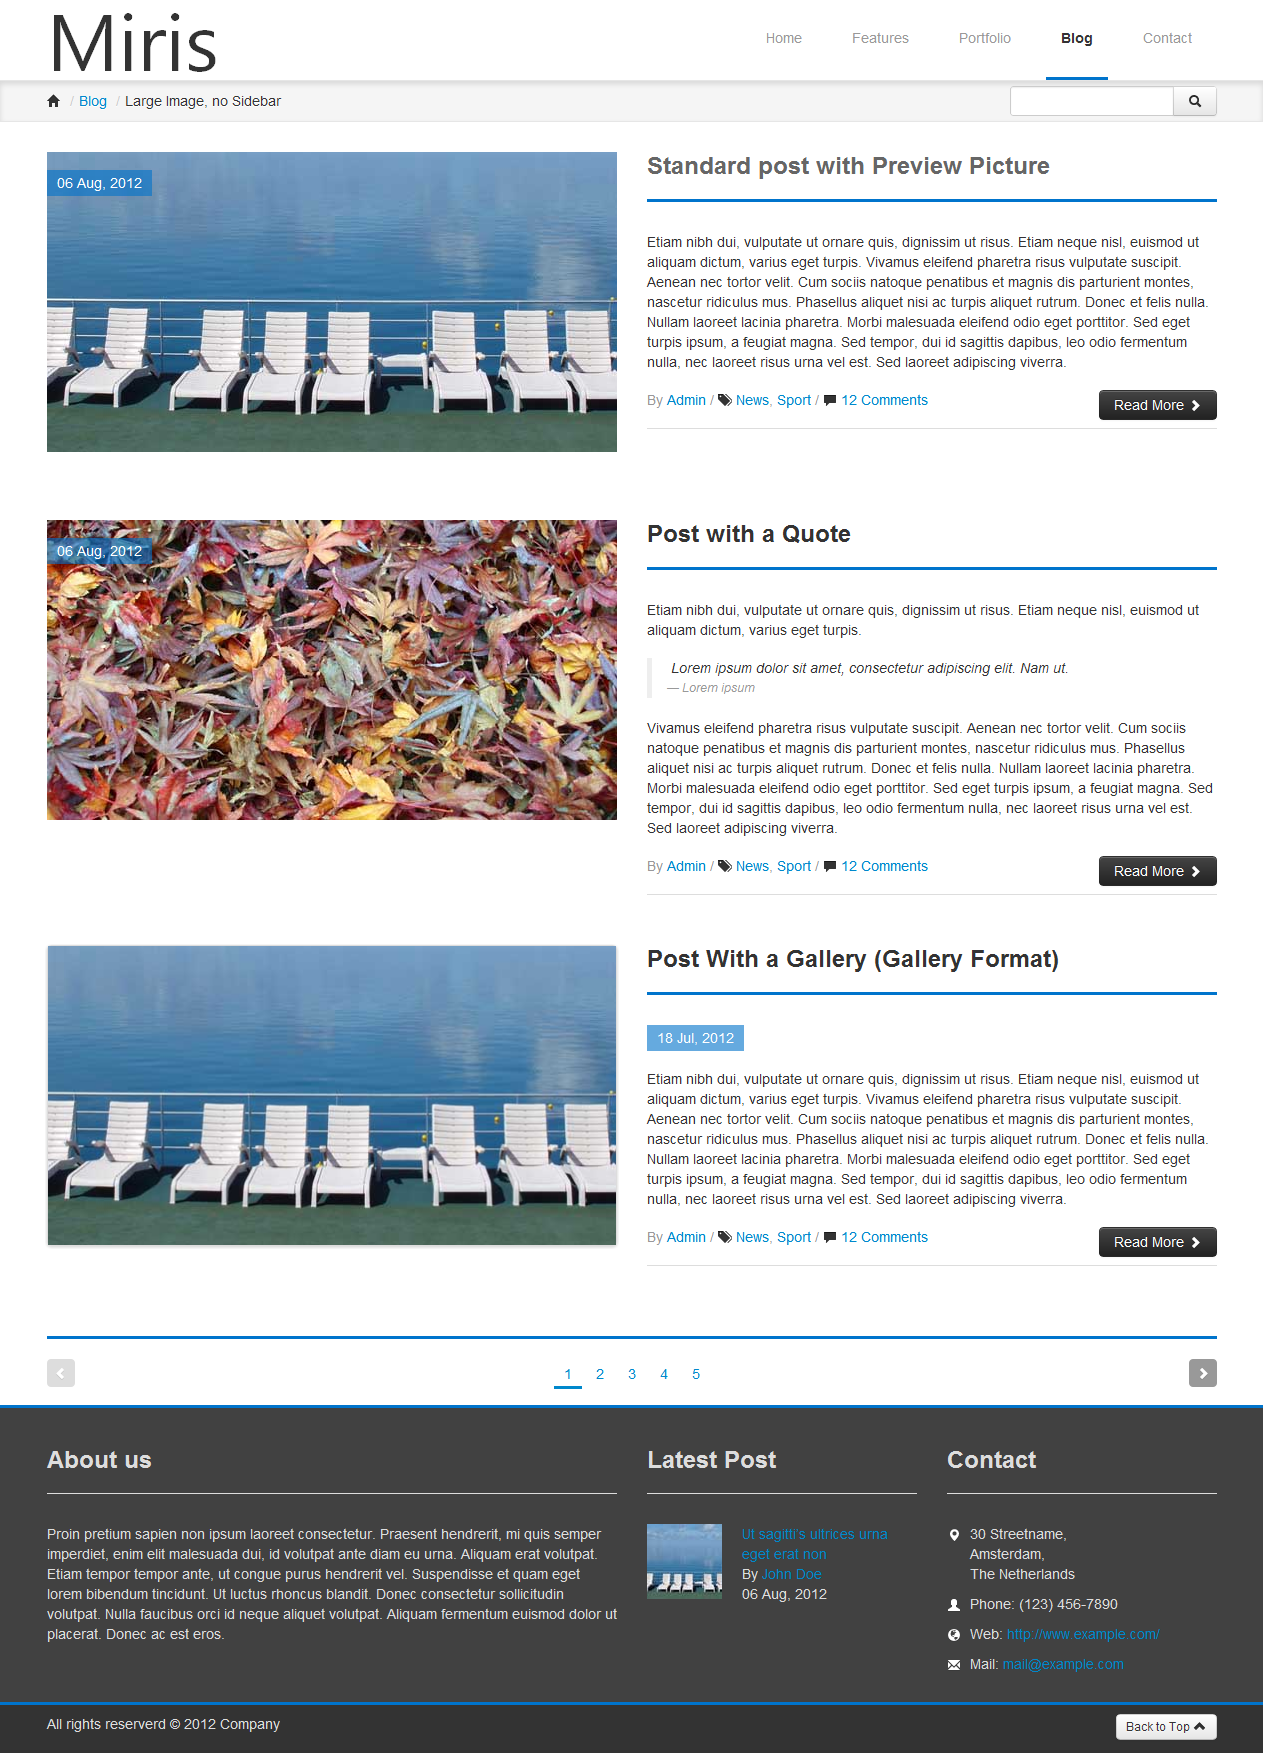 Miris
Home Features Portfolio Blog Contact
/ Blog / Large Image, no Sidebar
06 Aug, 2012
Standard post with Preview Picture
Etiam nibh dui, vulputate ut ornare quis, dignissim ut risus. Etiam neque nisl, euismod ut
aliquam dictum, varius eget turpis. Vivamus eleifend pharetra risus vulputate suscipit.
Aenean nec tortor velit. Cum sociis natoque penatibus et magnis dis parturient montes,
nascetur ridiculus mus. Phasellus aliquet nisi ac turpis aliquet rutrum. Donec et felis nulla.
Nullam laoreet lacinia pharetra. Morbi malesuada eleifend odio eget porttitor. Sed eget
turpis ipsum, a feugiat magna. Sed tempor, dui id sagittis dapibus, leo odio fermentum
nulla, nec laoreet risus urna vel est. Sed laoreet adipiscing viverra.
By Admin / News, Sport / 12 Comments
Read More
06 Aug, 2012
Post with a Quote
Etiam nibh dui, vulputate ut ornare quis, dignissim ut risus. Etiam neque nisl, euismod ut
aliquam dictum, varius eget turpis.
Lorem ipsum dolor sit amet, consectetur adipiscing elit. Nam ut.
— Lorem ipsum
Vivamus eleifend pharetra risus vulputate suscipit. Aenean nec tortor velit. Cum sociis
natoque penatibus et magnis dis parturient montes, nascetur ridiculus mus. Phasellus
aliquet nisi ac turpis aliquet rutrum. Donec et felis nulla. Nullam laoreet lacinia pharetra.
Morbi malesuada eleifend odio eget porttitor. Sed eget turpis ipsum, a feugiat magna. Sed
tempor, dui id sagittis dapibus, leo odio fermentum nulla, nec laoreet risus urna vel est.
Sed laoreet adipiscing viverra.
By Admin / News, Sport / 12 Comments
Read More
Post With a Gallery (Gallery Format)
18 Jul, 2012
Etiam nibh dui, vulputate ut ornare quis, dignissim ut risus. Etiam neque nisl, euismod ut
aliquam dictum, varius eget turpis. Vivamus eleifend pharetra risus vulputate suscipit.
Aenean nec tortor velit. Cum sociis natoque penatibus et magnis dis parturient montes,
nascetur ridiculus mus. Phasellus aliquet nisi ac turpis aliquet rutrum. Donec et felis nulla.
Nullam laoreet lacinia pharetra. Morbi malesuada eleifend odio eget porttitor. Sed eget
turpis ipsum, a feugiat magna. Sed tempor, dui id sagittis dapibus, leo odio fermentum
nulla, nec laoreet risus urna vel est. Sed laoreet adipiscing viverra.
By Admin / News, Sport / 12 Comments
Read More
1 2 3 4 5
About us
Proin pretium sapien non ipsum laoreet consectetur. Praesent hendrerit, mi quis semper
imperdiet, enim elit malesuada dui, id volutpat ante diam eu urna. Aliquam erat volutpat.
Etiam tempor tempor ante, ut congue purus hendrerit vel. Suspendisse et quam eget
lorem bibendum tincidunt. Ut luctus rhoncus blandit. Donec consectetur sollicitudin
volutpat. Nulla faucibus orci id neque aliquet volutpat. Aliquam fermentum euismod dolor ut
placerat. Donec ac est eros.
Latest Post
Ut sagitti's ultrices urna
eget erat non
By John Doe
06 Aug, 2012
Contact
30 Streetname,
Amsterdam,
The Netherlands
Phone: (123) 456-7890
Web: http://www.example.com/
Mail: mail@example.com
All rights reserverd © 2012 Company
Back to Top